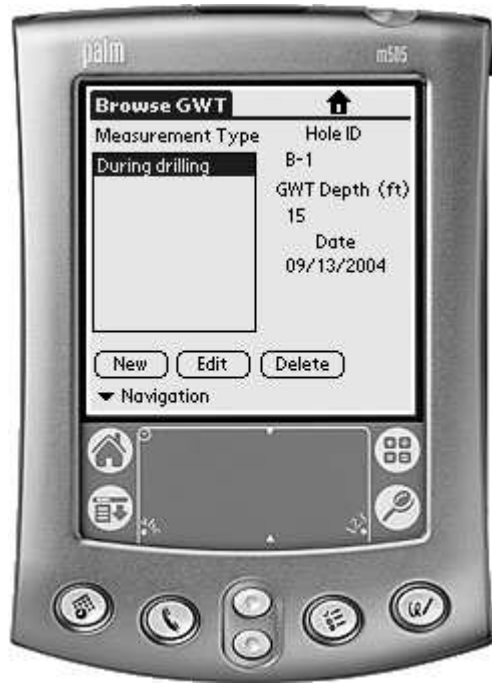 palm m505
Browse GWT
Measurement Type
During drilling
Hole ID
B-1
GWT Depth (ft)
15
Date
09/13/2004
New Edit Delete
Navigation